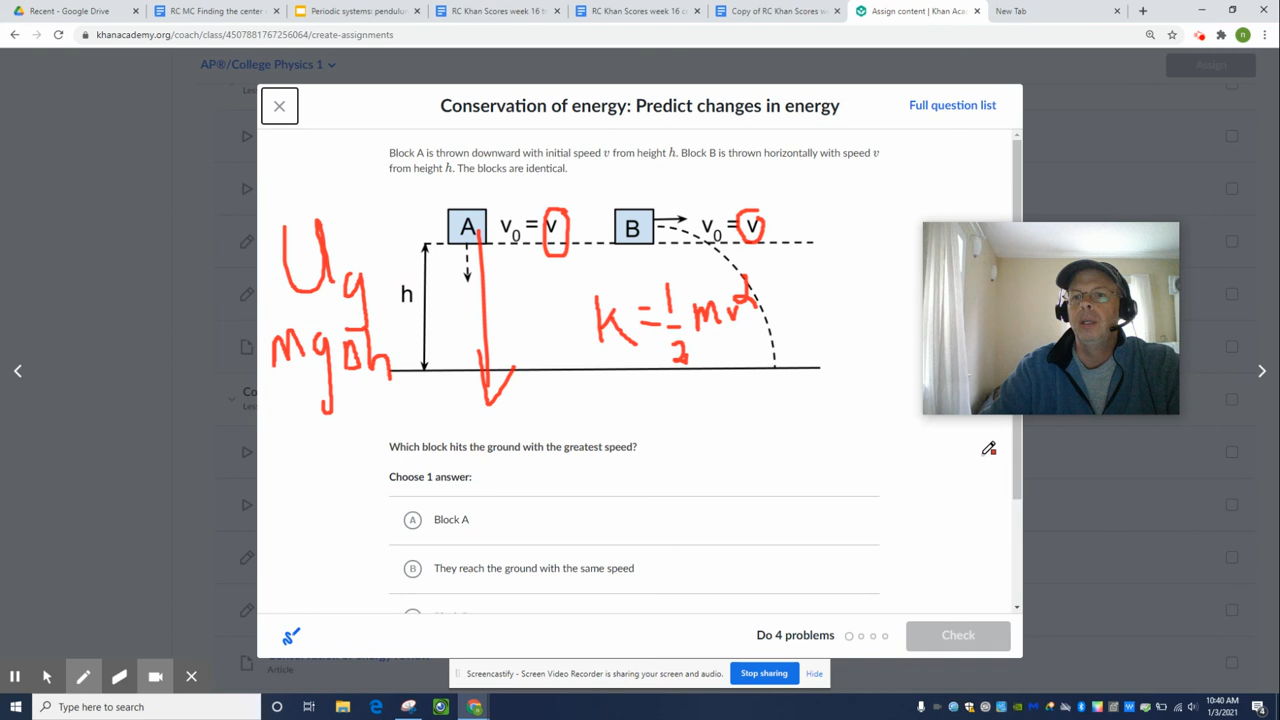 Recent - Google Drive
RC MC Finding the center
Periodic systems: pendulu
RC Khan Scores week 16 t
RC Khan Scores week 16 c
Copy of RC Khan Scores w
Assign content | Khan Aca
New Tab
khanacademy.org/coach/class/4507881767256064/create-assignments
n
AP®/College Physics 1
Assign
Conservation of energy: Predict changes in energy
Full question list
Block A is thrown downward with initial speed v from height h. Block B is thrown horizontally with speed v
from height h. The blocks are identical.
A
v0 = v
B
v0 = v
h
Ug
mgΔh
K = 1/2 mv²
Which block hits the ground with the greatest speed?
Choose 1 answer:
A Block A
B They reach the ground with the same speed
Do 4 problems
Check
Article
Screencastify - Screen Video Recorder is sharing your screen and audio.
Stop sharing
Hide
Type here to search
10:40 AM
1/3/2021
4